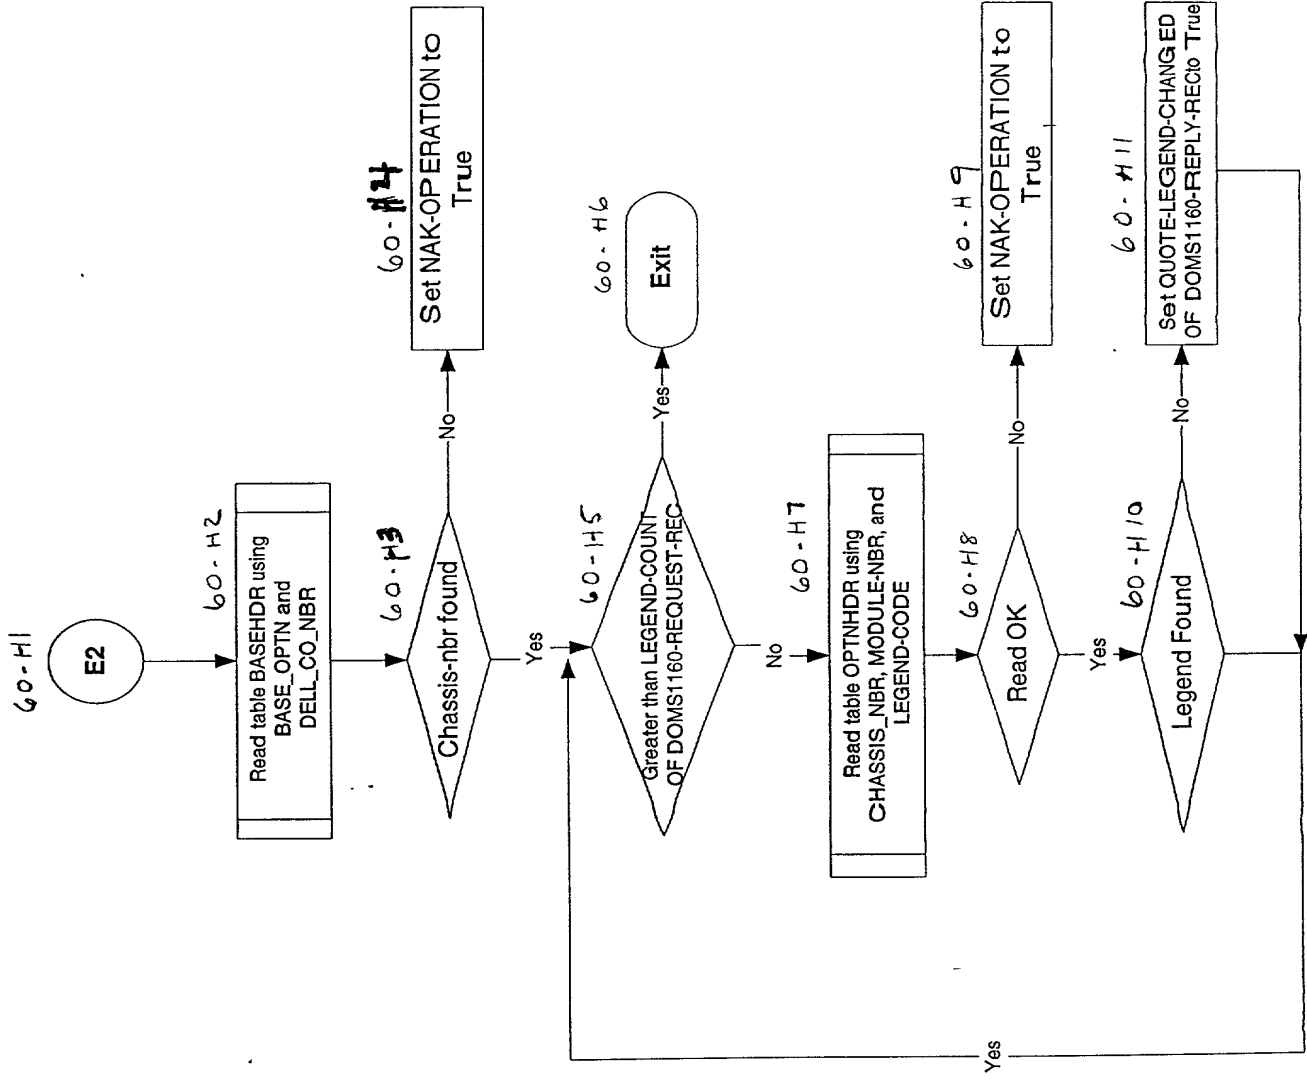 60-H1
E2
60-H2
Read table BASEHDR using
BASE_OPTN and
DELL_CO_NBR
60-H3
Chassis-nbr found
No
60-H4
Set NAK-OPERATION to
True
Yes
60-H5
Greater than LEGEND-COUNT
OF DOMS1160-REQUEST-REC
Yes
60-H6
Exit
No
60-H7
Read table OPTNHDR using
CHASSIS_NBR, MODULE-NBR, and
LEGEND-CODE
60-H8
Read OK
No
60-H9
Set NAK-OPERATION to
True
Yes
60-H10
Legend Found
No
60-H11
Set QUOTE-LEGEND-CHANG ED
OF DOMS1160-REPLY-RECto True
Yes